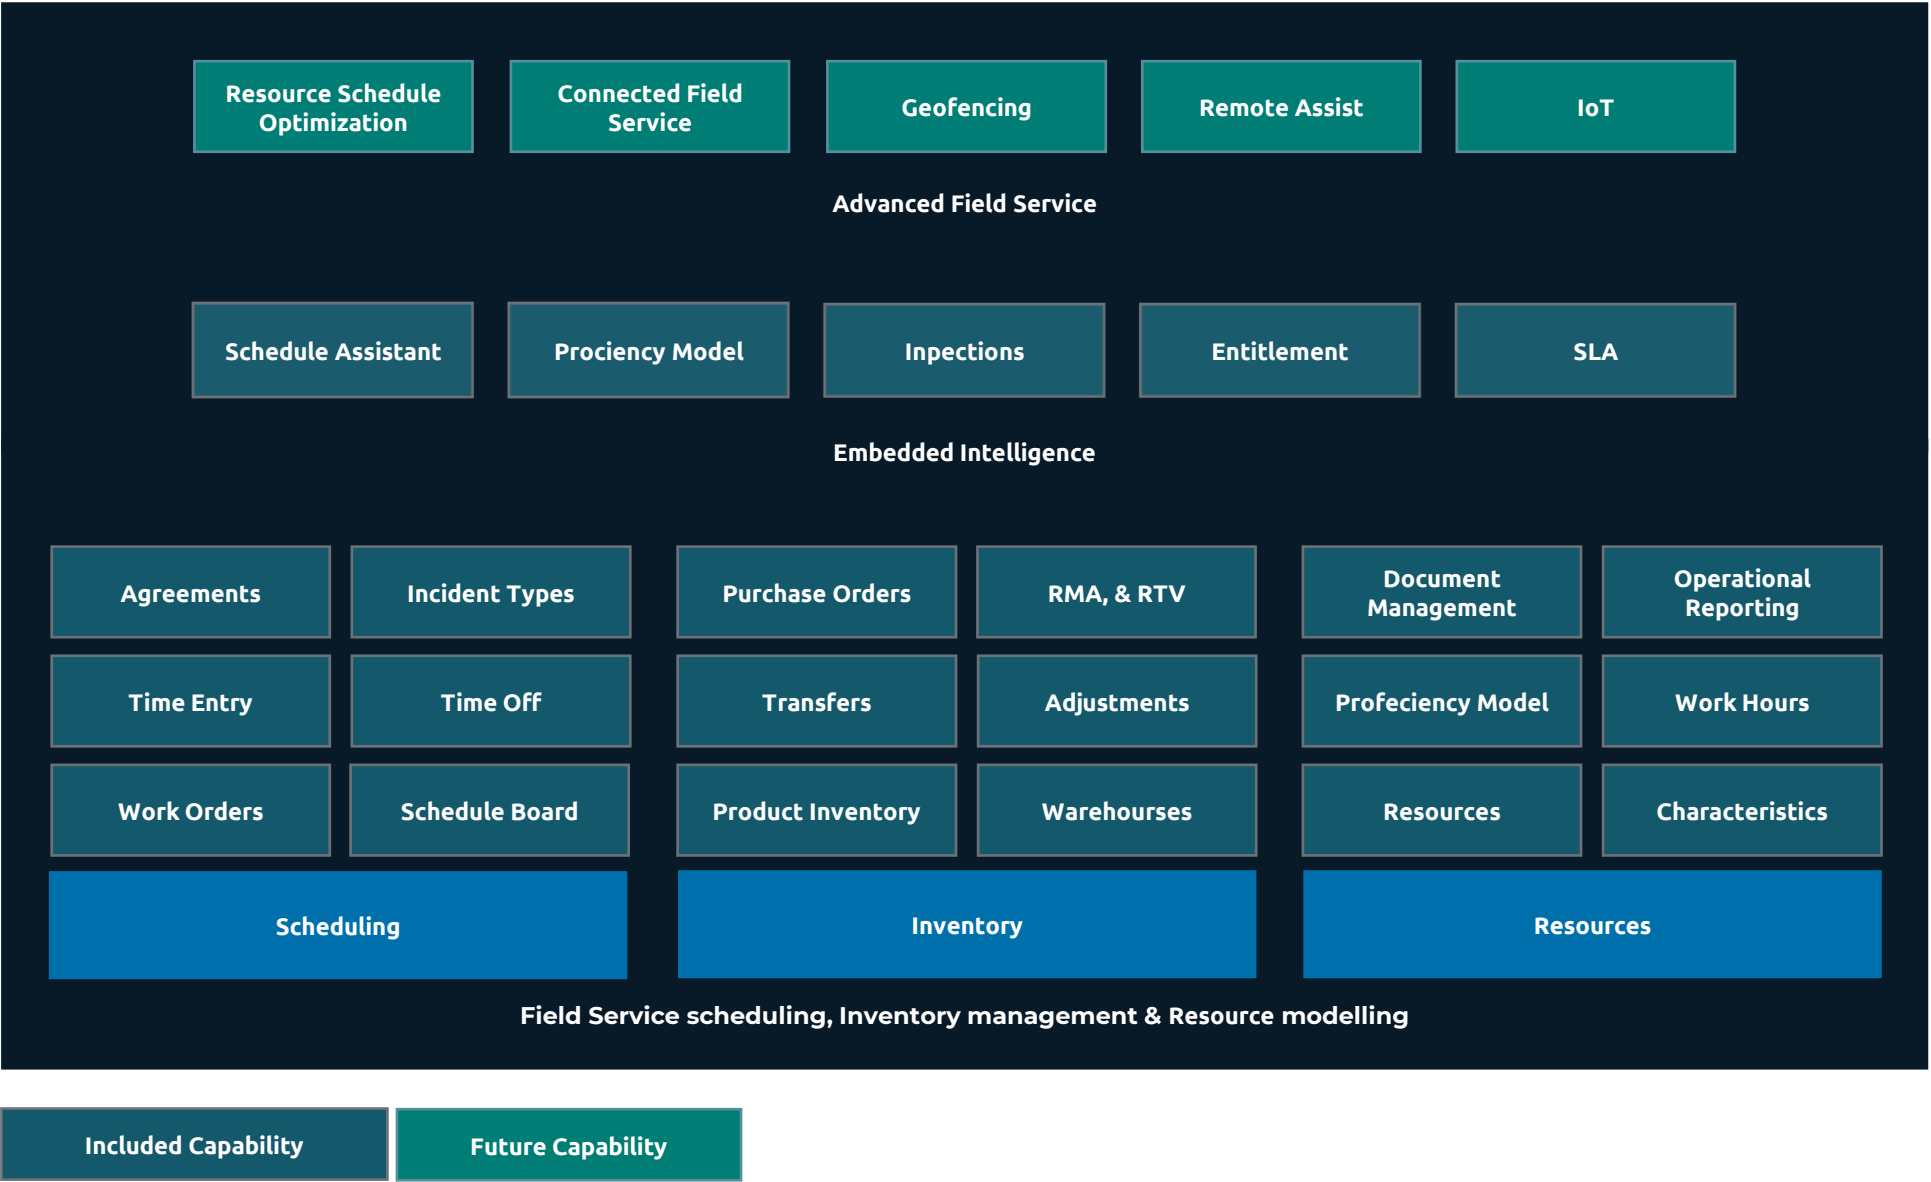 Resource Schedule
Optimization
Connected Field
Service
Geofencing
Remote Assist
IoT
Advanced Field Service
Schedule Assistant
Prociency Model
Inpections
Entitlement
SLA
Embedded Intelligence
Agreements
Incident Types
Purchase Orders
RMA, & RTV
Document
Management
Operational
Reporting
Time Entry
Time Off
Transfers
Adjustments
Profeciency Model
Work Hours
Work Orders
Schedule Board
Product Inventory
Warehourses
Resources
Characteristics
Scheduling
Inventory
Resources
Field Service scheduling, Inventory management & Resource modelling
Included Capability
Future Capability